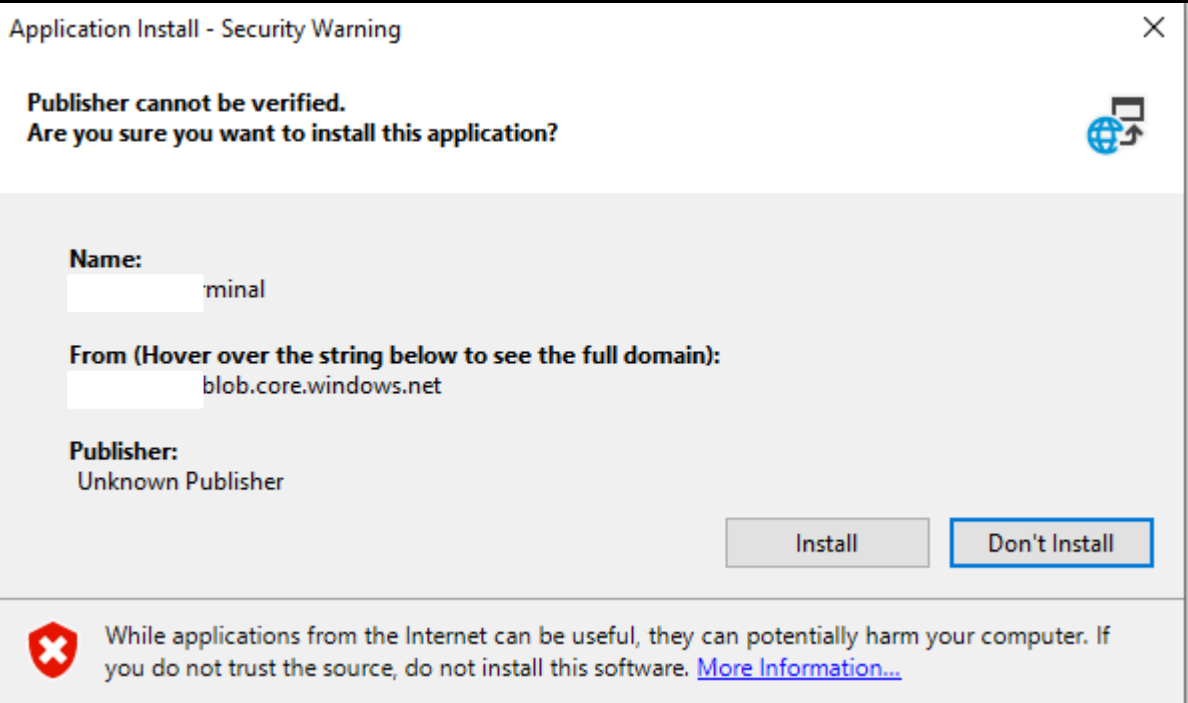 Application Install - Security Warning
Publisher cannot be verified.
Are you sure you want to install this application?
Name:
rminal
From (Hover over the string below to see the full domain):
blob.core.windows.net
Publisher:
Unknown Publisher
Install
Don't Install
While applications from the Internet can be useful, they can potentially harm your computer. If
you do not trust the source, do not install this software. More Information...